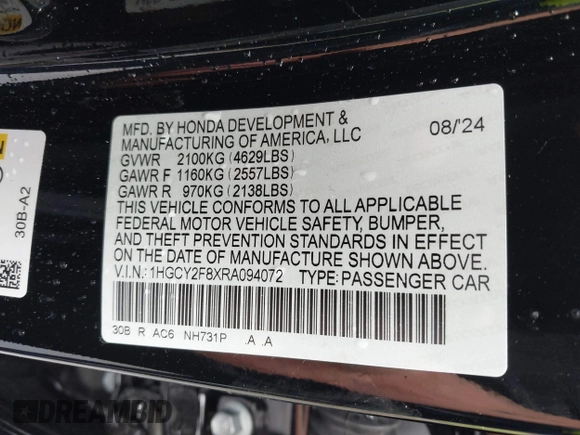 MFD. BY HONDA DEVELOPMENT &
MANUFACTURING OF AMERICA, LLC 08/'24
GVWR 2100KG (4629LBS)
GAWR F 1160KG (2557LBS)
GAWR R 970KG (2138LBS)
THIS VEHICLE CONFORMS TO ALL APPLICABLE
FEDERAL MOTOR VEHICLE SAFETY, BUMPER,
AND THEFT PREVENTION STANDARDS IN EFFECT
ON THE DATE OF MANUFACTURE SHOWN ABOVE.
V.I.N.: 1HGCY2F8XRA094072 TYPE: PASSENGER CAR
30B R AC6 NH731P .A .A
30B-A2
DREAMBID